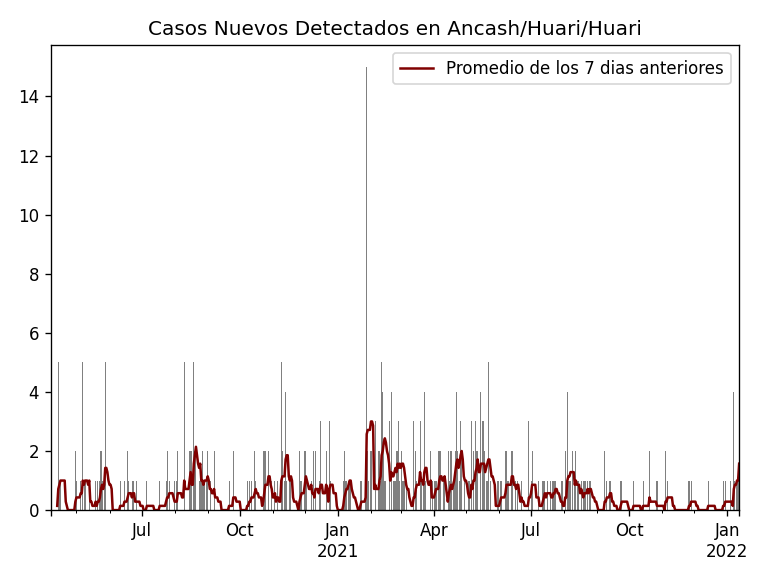 Casos Nuevos Detectados en Ancash/Huari/Huari
Promedio de los 7 dias anteriores
14
12
10
8
6
4
2
0
Jul
Oct
Jan
2021
Apr
Jul
Oct
Jan
2022